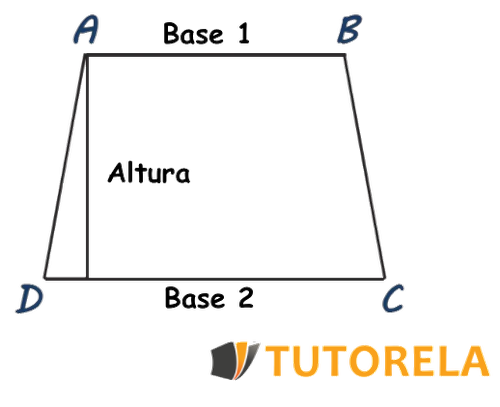 A Base 1 B
Altura
D Base 2 C
TUTORELA